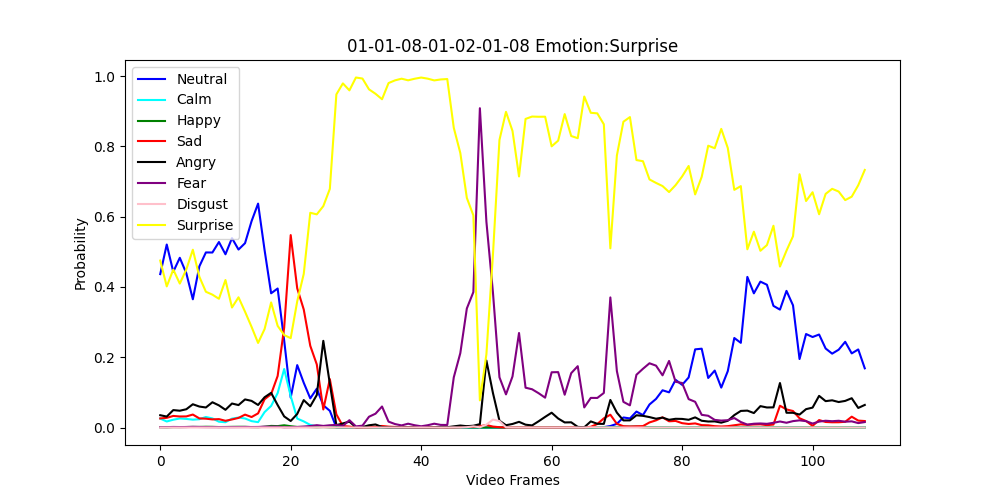 01-01-08-01-02-01-08 Emotion:Surprise
Probability
1.0
0.8
0.6
0.4
0.2
0.0
Neutral
Calm
Happy
Sad
Angry
Fear
Disgust
Surprise
0 20 40 60 80 100
Video Frames